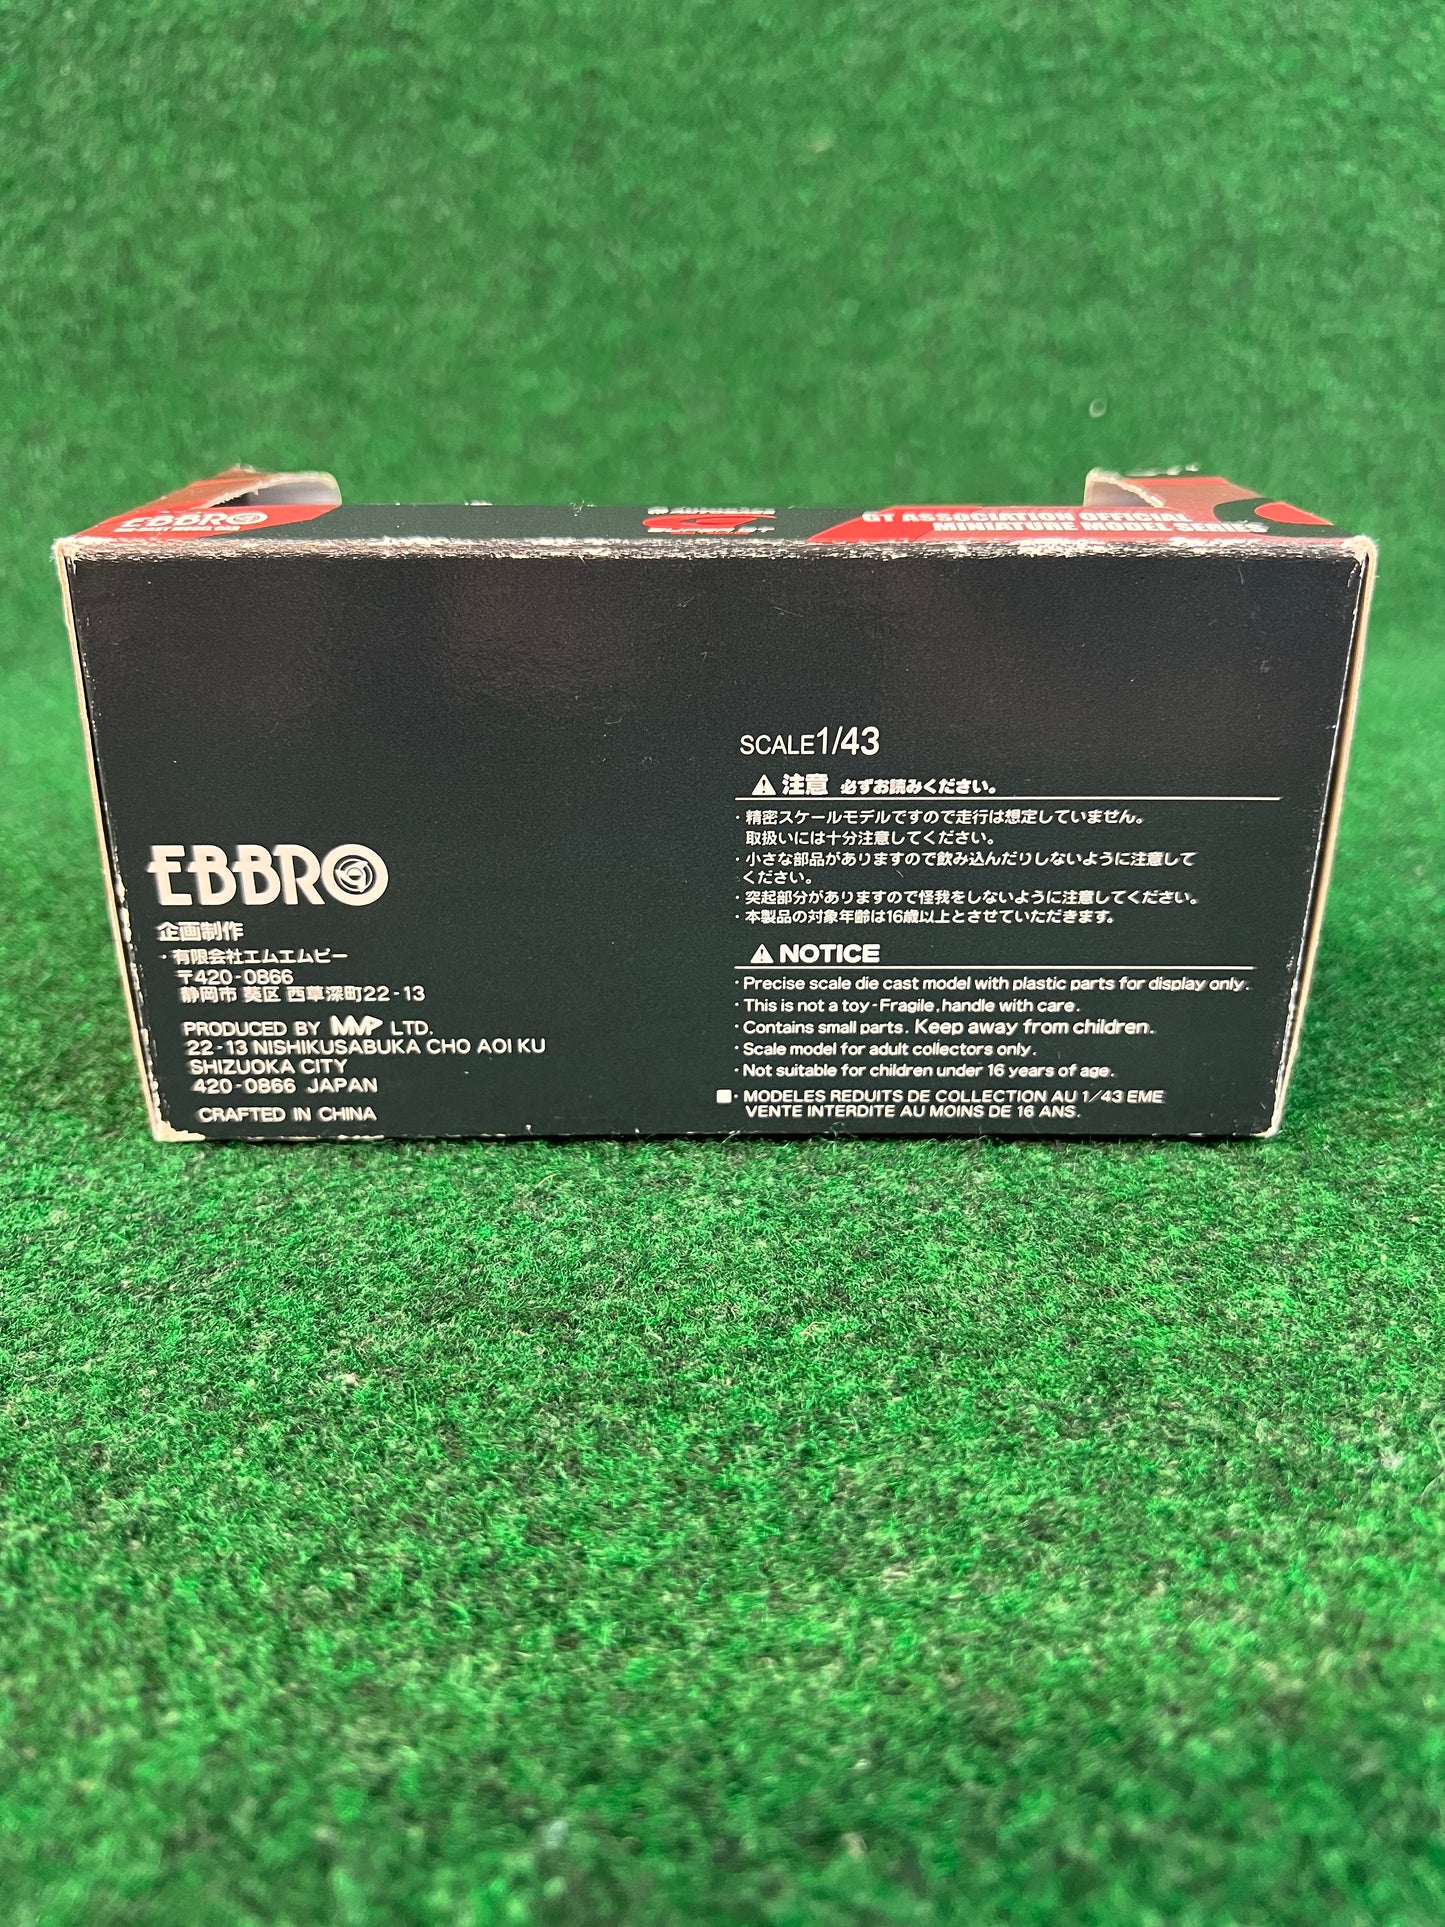 EBBRO
DIE-CAST MODEL CAR
AUTOBACS
SUPER GT
GT ASSOCIATION OFFICIAL
MINIATURE MODEL SERIES
EBBRO
企画制作
・有限会社エムエムピー
〒420-0866
静岡市 葵区 西草深町22-13
PRODUCED BY MMP LTD.
22-13 NISHIKUSABUKA CHO AOI KU
SHIZUOKA CITY
420-0866 JAPAN
CRAFTED IN CHINA
SCALE1/43
注意 必ずお読みください。
・精密スケールモデルですので走行は想定していません。
取扱いには十分注意してください。
・小さな部品がありますので飲み込んだりしないように注意して
ください。
・突起部分がありますので怪我をしないように注意してください。
・本製品の対象年齢は16歳以上とさせていただきます。
NOTICE
・Precise scale die cast model with plastic parts for display only.
・This is not a toy-Fragile, handle with care.
・Contains small parts. Keep away from children.
・Scale model for adult collectors only.
・Not suitable for children under 16 years of age.
・MODELES REDUITS DE COLLECTION AU 1/43 EME
VENTE INTERDITE AU MOINS DE 16 ANS.